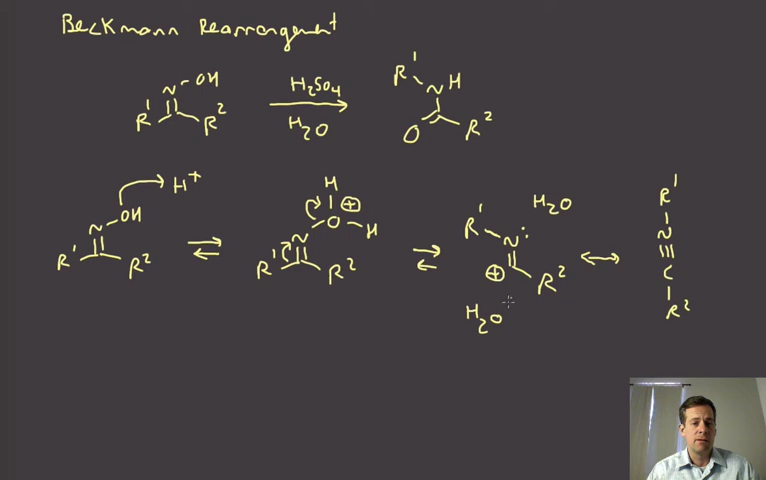 Beckmann Rearrangement
N-OH
R¹ R²
H₂SO₄
H₂O
R¹ N H
O R²
N-OH H⁺
R¹ R²
H ⊕
N O H
R¹ R²
R¹ N: H₂O
⊕ R²
H₂O
R¹
N
C
R²